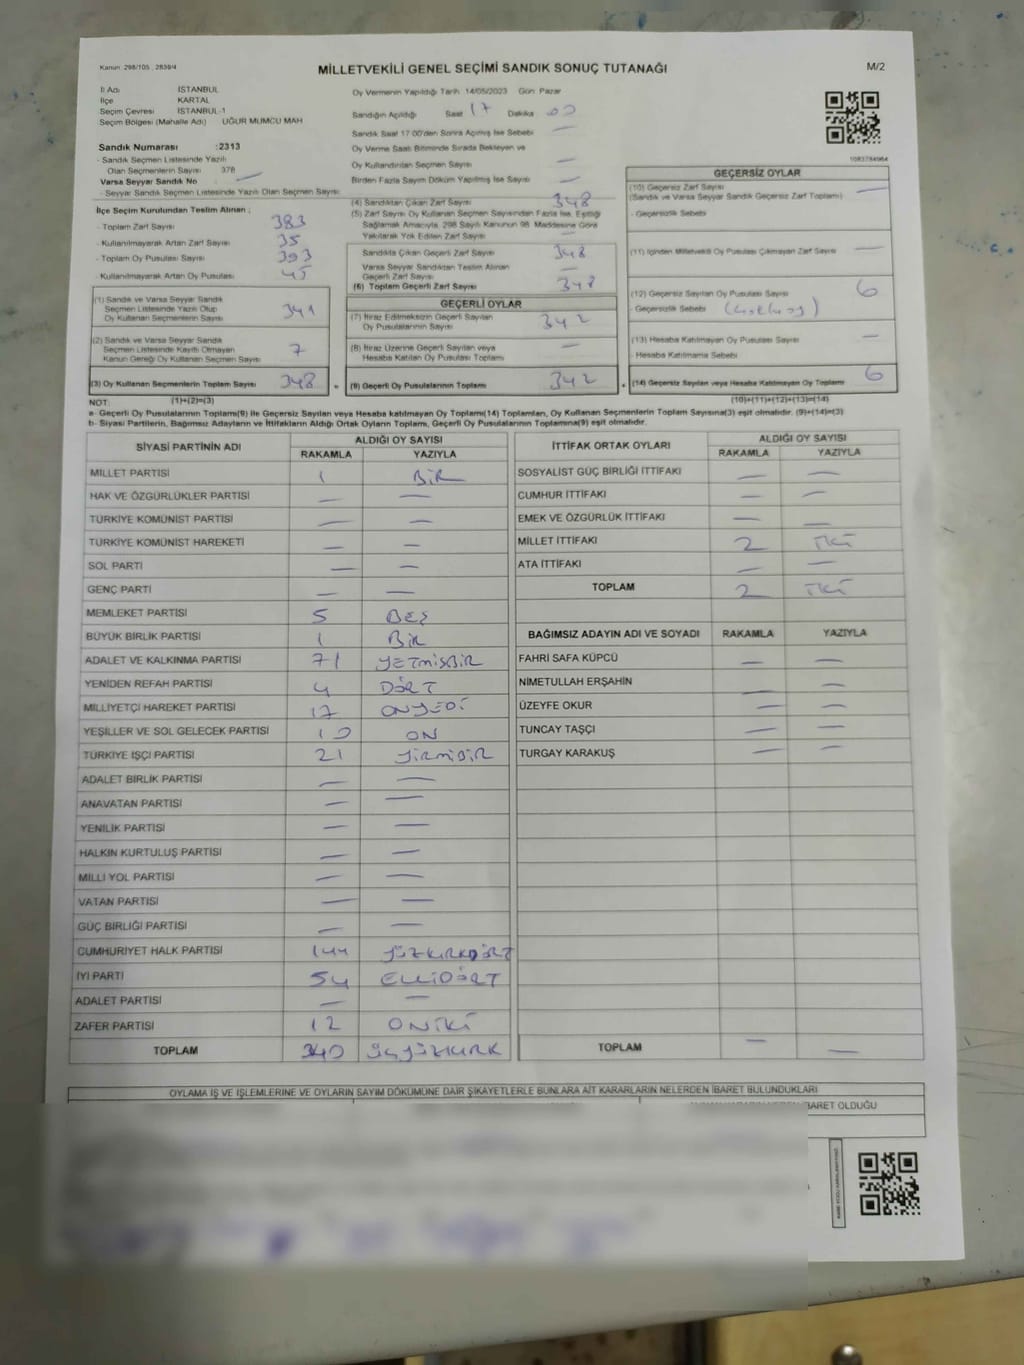 Kanun: 298/105 , 2839/4
MİLLETVEKİLİ GENEL SEÇİMİ SANDIK SONUÇ TUTANAĞI
M/2
İl Adı İSTANBUL
İlçe KARTAL
Seçim Çevresi İSTANBUL-1
Seçim Bölgesi (Mahalle Adı) UĞUR MUMCU MAH
Sandık Numarası :2313
- Sandık Seçmen Listesinde Yazılı
Olan Seçmenlerin Sayısı 378
Varsa Seyyar Sandık No —
- Seyyar Sandık Seçmen Listesinde Yazılı Olan Seçmen Sayısı
İlçe Seçim Kurulundan Teslim Alınan ;
- Toplam Zarf Sayısı 383
- Kullanılmayarak Artan Zarf Sayısı 35
- Toplam Oy Pusulası Sayısı 393
- Kullanılmayarak Artan Oy Pusulası 45
(1) Sandık ve Varsa Seyyar Sandık
Seçmen Listesinde Yazılı Olup
Oy Kullanan Seçmenlerin Sayısı 341
(2) Sandık ve Varsa Seyyar Sandık
Seçmen Listesinde Kayıtlı Olmayan
Kanun Gereği Oy Kullanan Seçmen Sayısı 7
(3) Oy Kullanan Seçmenlerin Toplam Sayısı 348
Oy Vermenin Yapıldığı Tarih 14/05/2023 Gün Pazar
Sandığın Açıldığı Saat 17 Dakika 00
Sandık Saat 17.00'den Sonra Açılmış İse Sebebi —
Oy Verme Saati Bitiminde Sırada Bekleyen ve
Oy Kullandırılan Seçmen Sayısı —
Birden Fazla Sayım Döküm Yapılmış İse Sayısı —
(4) Sandıktan Çıkan Zarf Sayısı 348
(5) Zarf Sayısı Oy Kullanan Seçmen Sayısından Fazla İse, Eşitliği
Sağlamak Amacıyla, 298 Sayılı Kanunun 98. Maddesine Göre
Yakılarak Yok Edilen Zarf Sayısı —
Sandıkta Çıkan Geçerli Zarf Sayısı 348
Varsa Seyyar Sandıktan Teslim Alınan
Geçerli Zarf Sayısı —
(6) Toplam Geçerli Zarf Sayısı 348
GEÇERLİ OYLAR
(7) İtiraz Edilmeksizin Geçerli Sayılan
Oy Pusulalarının Sayısı 342
(8) İtiraz Üzerine Geçerli Sayılan veya
Hesaba Katılan Oy Pusulası Toplamı —
(9) Geçerli Oy Pusulalarının Toplamı 342
1083784964
GEÇERSİZ OYLAR
(10) Geçersiz Zarf Sayısı —
(Sandık ve Varsa Seyyar Sandık Geçersiz Zarf Toplamı)
- Geçersizlik Sebebi
(11) İçinden Milletvekili Oy Pusulası Çıkmayan Zarf Sayısı —
(12) Geçersiz Sayılan Oy Pusulası Sayısı 6
- Geçersizlik Sebebi
(13) Hesaba Katılmayan Oy Pusulası Sayısı —
- Hesaba Katılmama Sebebi
(14) Geçersiz Sayılan veya Hesaba Katılmayan Oy Toplamı 6
NOT: (1)+(2)=(3) (10)+(11)+(12)+(13)=(14)
a- Geçerli Oy Pusulalarının Toplamı(9) ile Geçersiz Sayılan veya Hesaba katılmayan Oy Toplamı(14) Toplamları, Oy Kullanan Seçmenlerin Toplam Sayısına(3) eşit olmalıdır. (9)+(14)=(3)
b- Siyasi Partilerin, Bağımsız Adayların ve İttifakların Aldığı Ortak Oyların Toplamı, Geçerli Oy Pusulalarının Toplamına(9) eşit olmalıdır.
SİYASİ PARTİNİN ADI ALDIĞI OY SAYISI
RAKAMLA YAZIYLA
MİLLET PARTİSİ 1 BİR
HAK VE ÖZGÜRLÜKLER PARTİSİ — —
TÜRKİYE KOMÜNİST PARTİSİ — —
TÜRKİYE KOMÜNİST HAREKETİ — —
SOL PARTİ — —
GENÇ PARTİ — —
MEMLEKET PARTİSİ 5 BEŞ
BÜYÜK BİRLİK PARTİSİ 1 BİR
ADALET VE KALKINMA PARTİSİ 71 YETMİŞBİR
YENİDEN REFAH PARTİSİ 4 DÖRT
MİLLİYETÇİ HAREKET PARTİSİ 17 ONYEDİ
YEŞİLLER VE SOL GELECEK PARTİSİ 10 ON
TÜRKİYE İŞÇİ PARTİSİ 21 YİRMİBİR
ADALET BİRLİK PARTİSİ — —
ANAVATAN PARTİSİ — —
YENİLİK PARTİSİ — —
HALKIN KURTULUŞ PARTİSİ — —
MİLLİ YOL PARTİSİ — —
VATAN PARTİSİ — —
GÜÇ BİRLİĞİ PARTİSİ — —
CUMHURİYET HALK PARTİSİ 144 YÜZKIRKDÖRT
İYİ PARTİ 54 ELLİDÖRT
ADALET PARTİSİ — —
ZAFER PARTİSİ 12 ONİKİ
TOPLAM 340 ÜÇYÜZKIRK
İTTİFAK ORTAK OYLARI ALDIĞI OY SAYISI
RAKAMLA YAZIYLA
SOSYALİST GÜÇ BİRLİĞİ İTTİFAKI — —
CUMHUR İTTİFAKI — —
EMEK VE ÖZGÜRLÜK İTTİFAKI — —
MİLLET İTTİFAKI 2 İKİ
ATA İTTİFAKI — —
TOPLAM 2 İKİ
BAĞIMSIZ ADAYIN ADI VE SOYADI RAKAMLA YAZIYLA
FAHRİ SAFA KÜPCÜ — —
NİMETULLAH ERŞAHİN — —
ÜZEYFE OKUR — —
TUNCAY TAŞÇI — —
TURGAY KARAKUŞ — —
TOPLAM — —
OYLAMA İŞ VE İŞLEMLERİNE VE OYLARIN SAYIM DÖKÜMÜNE DAİR ŞİKAYETLERLE BUNLARA AİT KARARLARIN NELERDEN İBARET BULUNDUKLARI
BARET OLDUĞU